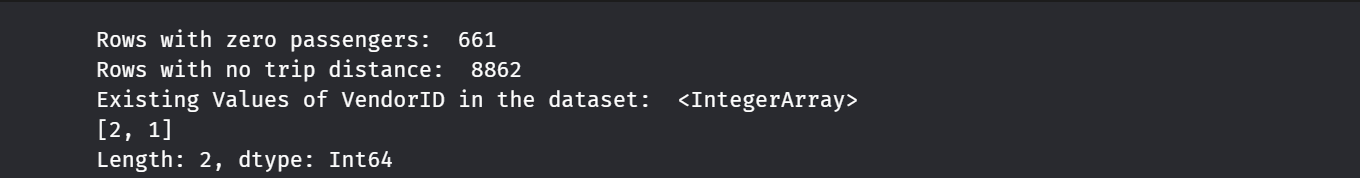 Rows with zero passengers:  661
Rows with no trip distance:  8862
Existing Values of VendorID in the dataset:  <IntegerArray>
[2, 1]
Length: 2, dtype: Int64